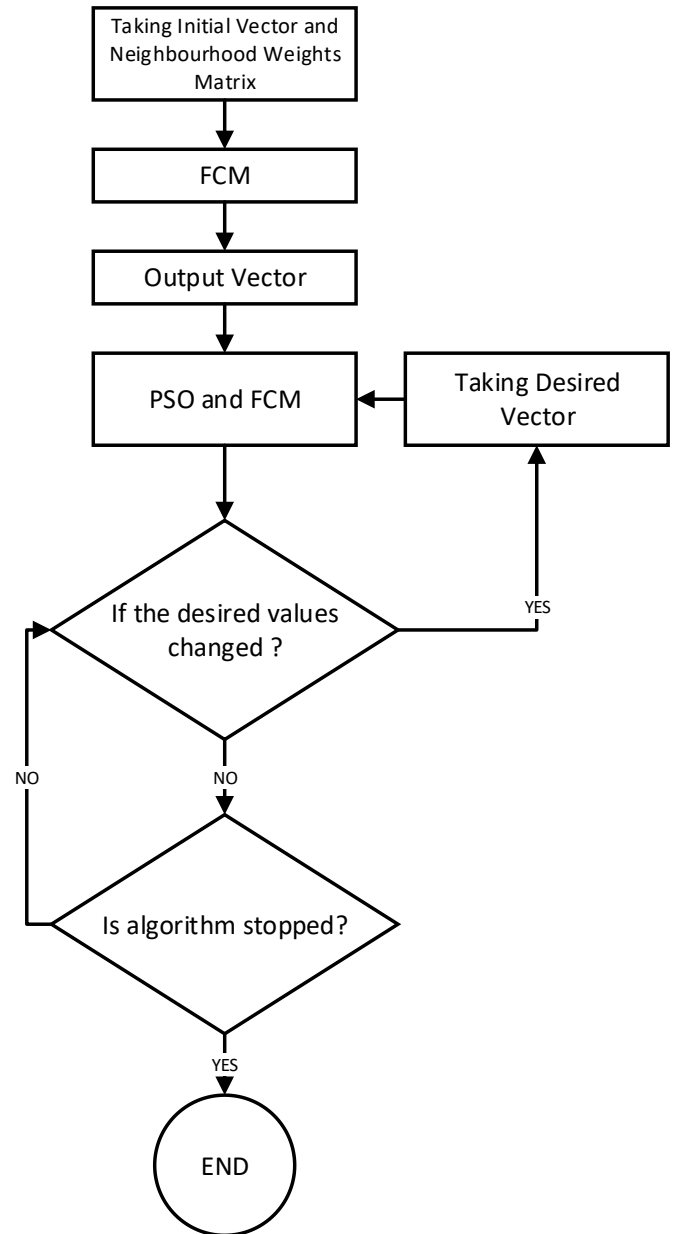 Taking Initial Vector and
Neighbourhood Weights
Matrix
FCM
Output Vector
PSO and FCM
Taking Desired
Vector
If the desired values
changed ?
YES
NO
NO
Is algorithm stopped?
YES
END